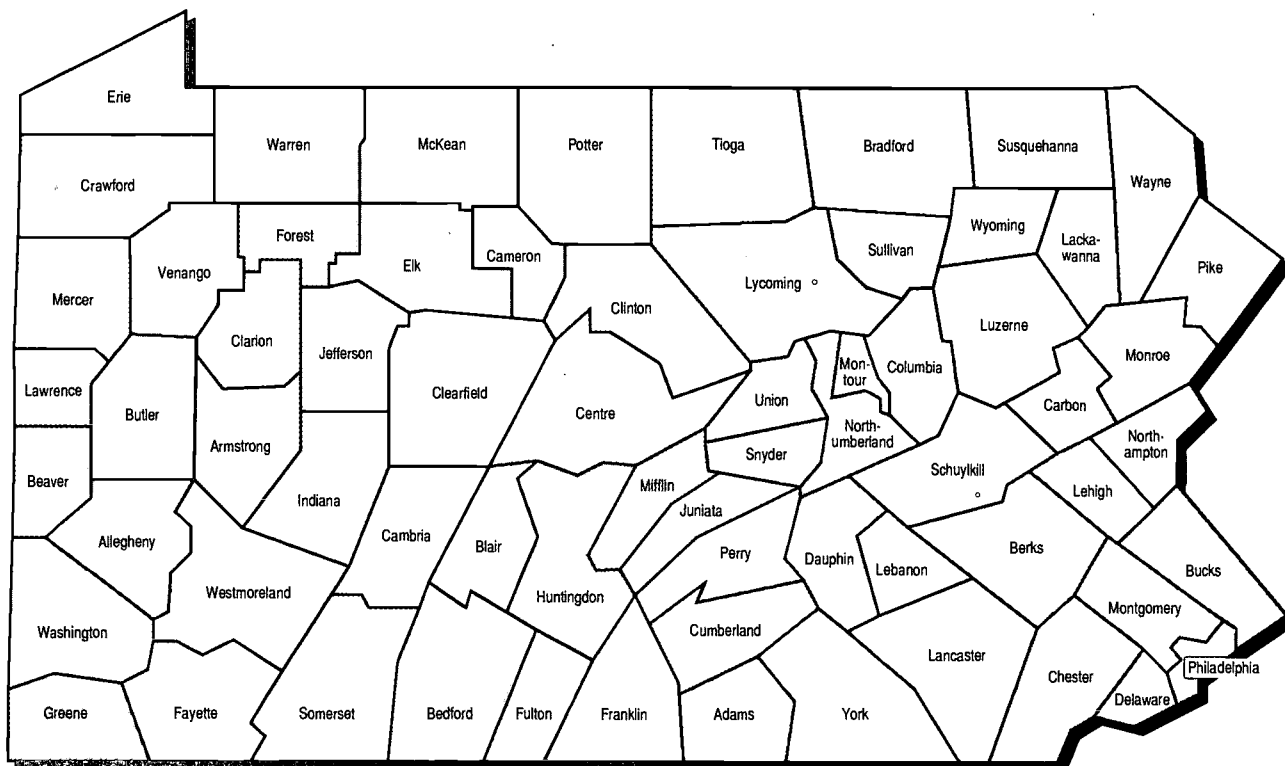 Erie
Warren
McKean
Potter
Tioga
Bradford
Susquehanna
Wayne
Crawford
Forest
Elk
Cameron
Sullivan
Wyoming
Lacka-
wanna
Pike
Venango
Mercer
Clarion
Jefferson
Clinton
Lycoming
Luzerne
Monroe
Lawrence
Butler
Clearfield
Centre
Union
Mon-
tour
Columbia
Carbon
Armstrong
North-
umberland
North-
ampton
Beaver
Indiana
Mifflin
Snyder
Schuylkill
Lehigh
Allegheny
Cambria
Blair
Juniata
Perry
Dauphin
Lebanon
Berks
Bucks
Westmoreland
Huntingdon
Washington
Cumberland
Montgomery
Lancaster
Philadelphia
Chester
Delaware
Greene
Fayette
Somerset
Bedford
Fulton
Franklin
Adams
York